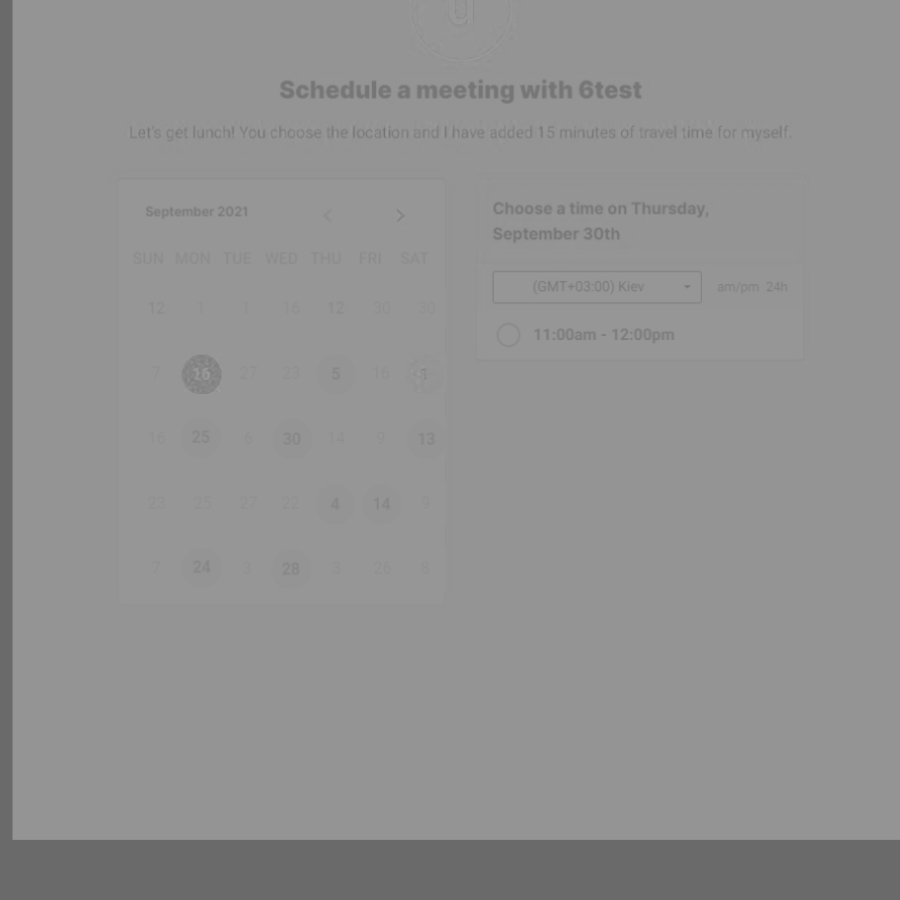 Schedule a meeting with 6test
Let's get lunch! You choose the location and I have added 15 minutes of travel time for myself.
September 2021
SUN MON TUE WED THU FRI SAT
12 1 1 16 12 30 30
7 16 27 23 5 16 1
16 25 6 30 14 9 13
23 25 27 22 4 14 9
7 24 3 28 5 26 8
Choose a time on Thursday,
September 30th
(GMT+03:00) Kiev am/pm 24h
11:00am - 12:00pm